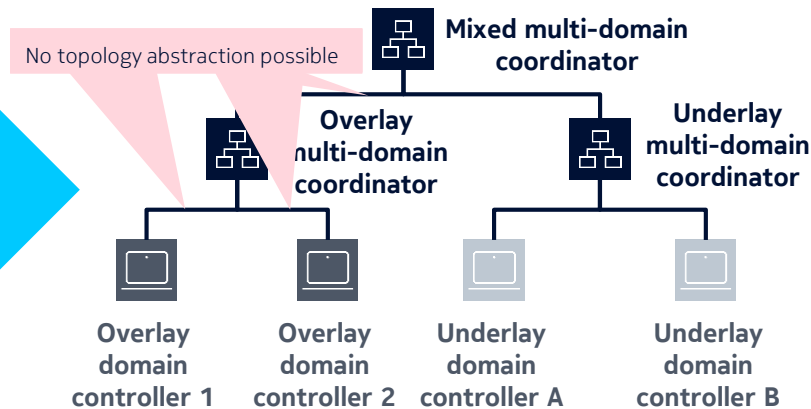 Mixed multi-domain
coordinator
No topology abstraction possible
Overlay
multi-domain
coordinator
Underlay
multi-domain
coordinator
Overlay
domain
controller 1
Overlay
domain
controller 2
Underlay
domain
controller A
Underlay
domain
controller B